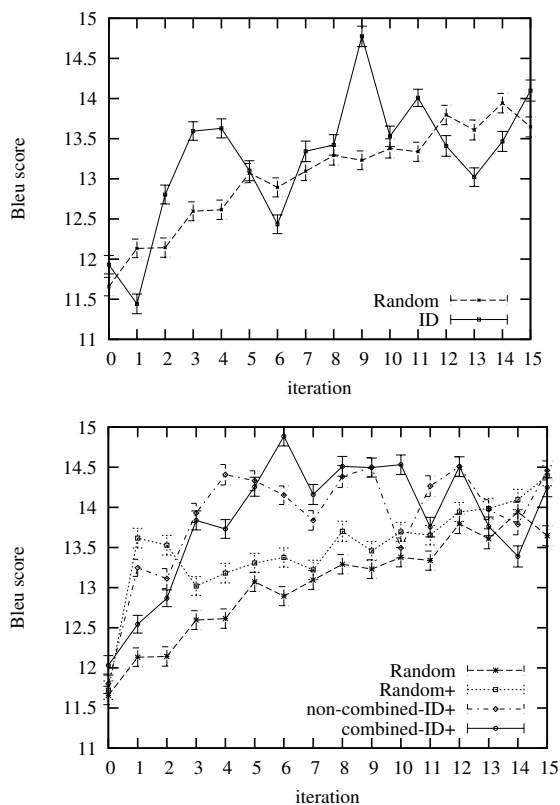 15
14.5
14
13.5
13
12.5
12
11.5
11
Bleu score
Random
ID
0 1 2 3 4 5 6 7 8 9 10 11 12 13 14 15
iteration
15
14.5
14
13.5
13
12.5
12
11.5
11
Bleu score
Random
Random+
non-combined-ID+
combined-ID+
0 1 2 3 4 5 6 7 8 9 10 11 12 13 14 15
iteration